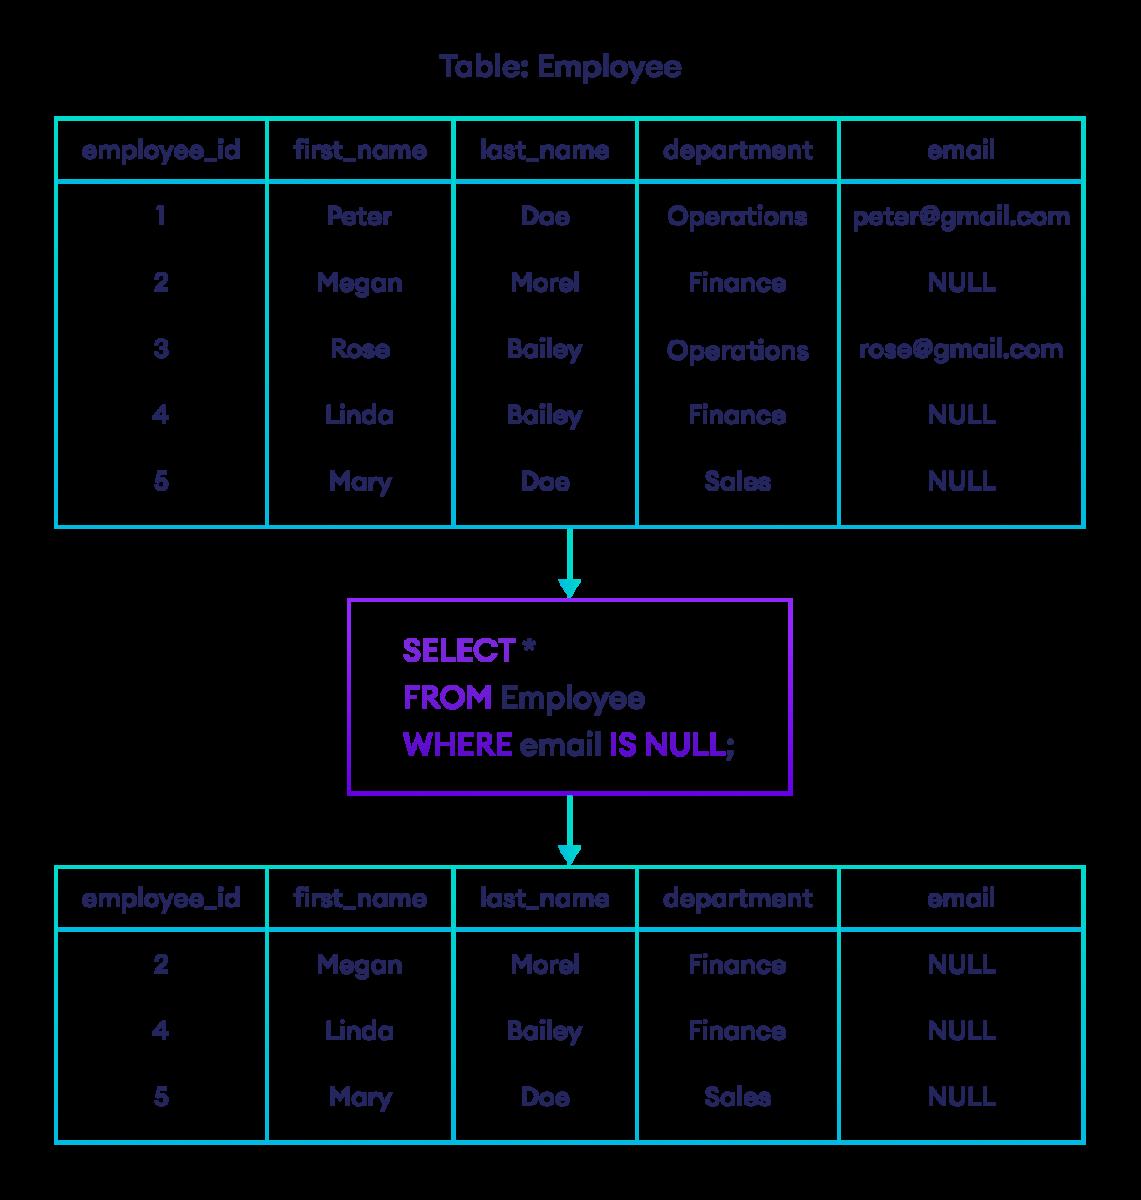 Table: Employee
employee_id first_name last_name department email
1 Peter Doe Operations peter@gmail.com
2 Megan Morel Finance NULL
3 Rose Bailey Operations rose@gmail.com
4 Linda Bailey Finance NULL
5 Mary Doe Sales NULL
SELECT *
FROM Employee
WHERE email IS NULL;
employee_id first_name last_name department email
2 Megan Morel Finance NULL
4 Linda Bailey Finance NULL
5 Mary Doe Sales NULL